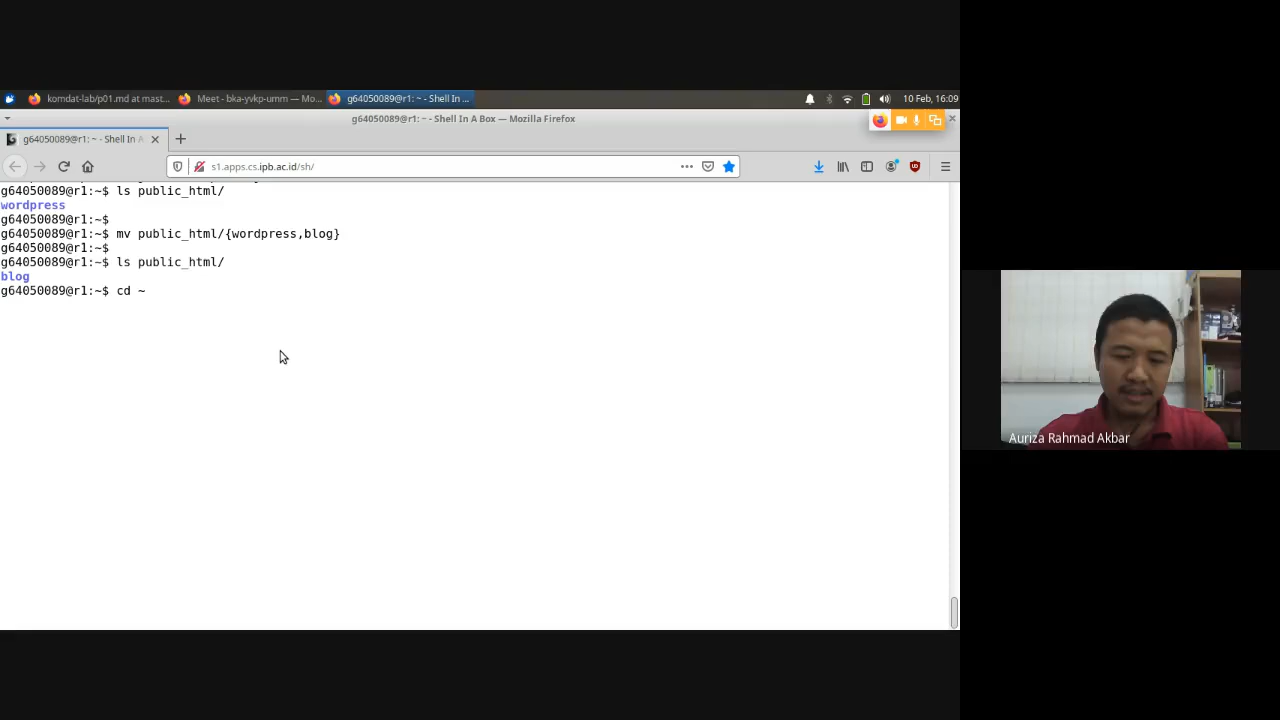 komdat-lab/p01.md at mast...
Meet - bka-yvkp-umm — Mo...
g64050089@r1: ~ - Shell In ...
10 Feb, 16:09
g64050089@r1: ~ - Shell In A Box — Mozilla Firefox
g64050089@r1: ~ - Shell In A
s1.apps.cs.ipb.ac.id/sh/
g64050089@r1:~$ ls public_html/
wordpress
g64050089@r1:~$
g64050089@r1:~$ mv public_html/{wordpress,blog}
g64050089@r1:~$
g64050089@r1:~$ ls public_html/
blog
g64050089@r1:~$ cd ~
Auriza Rahmad Akbar